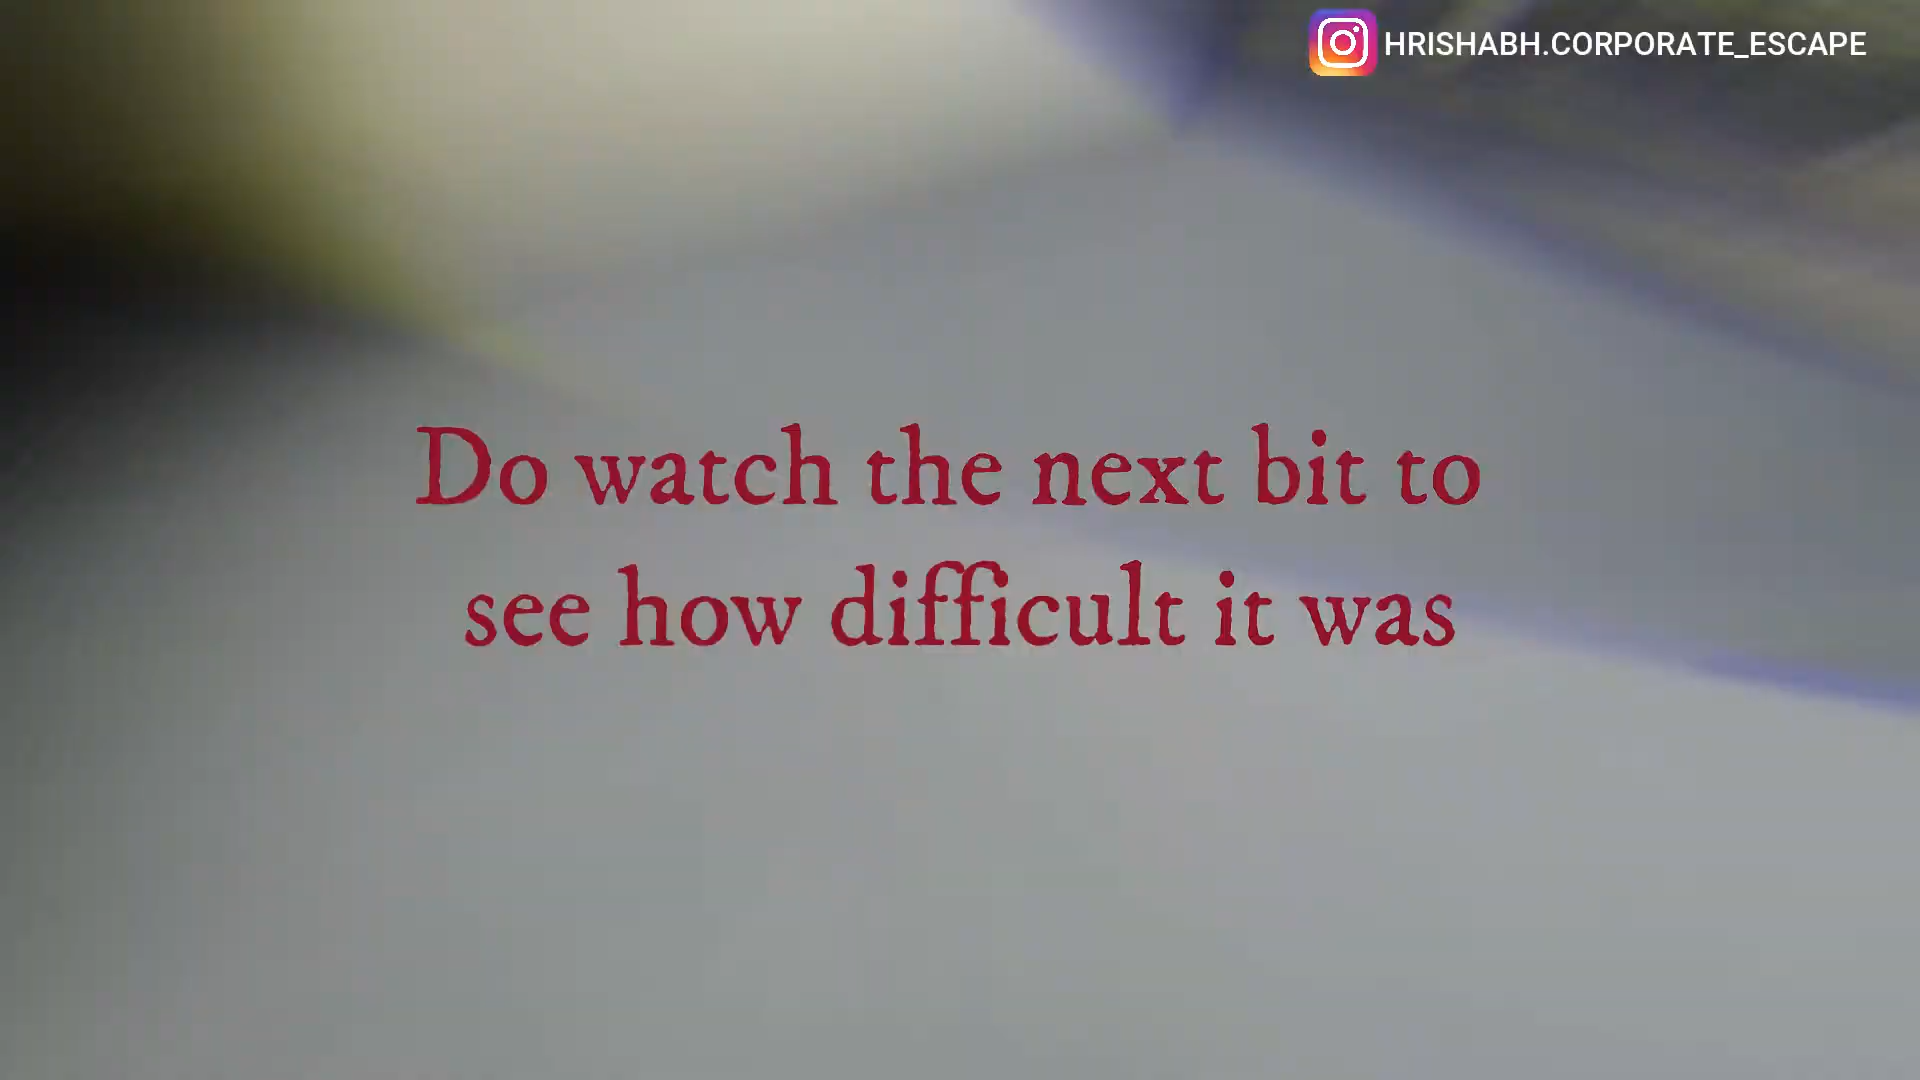 HRISHABH.CORPORATE_ESCAPE
Do watch the next bit to
see how difficult it was